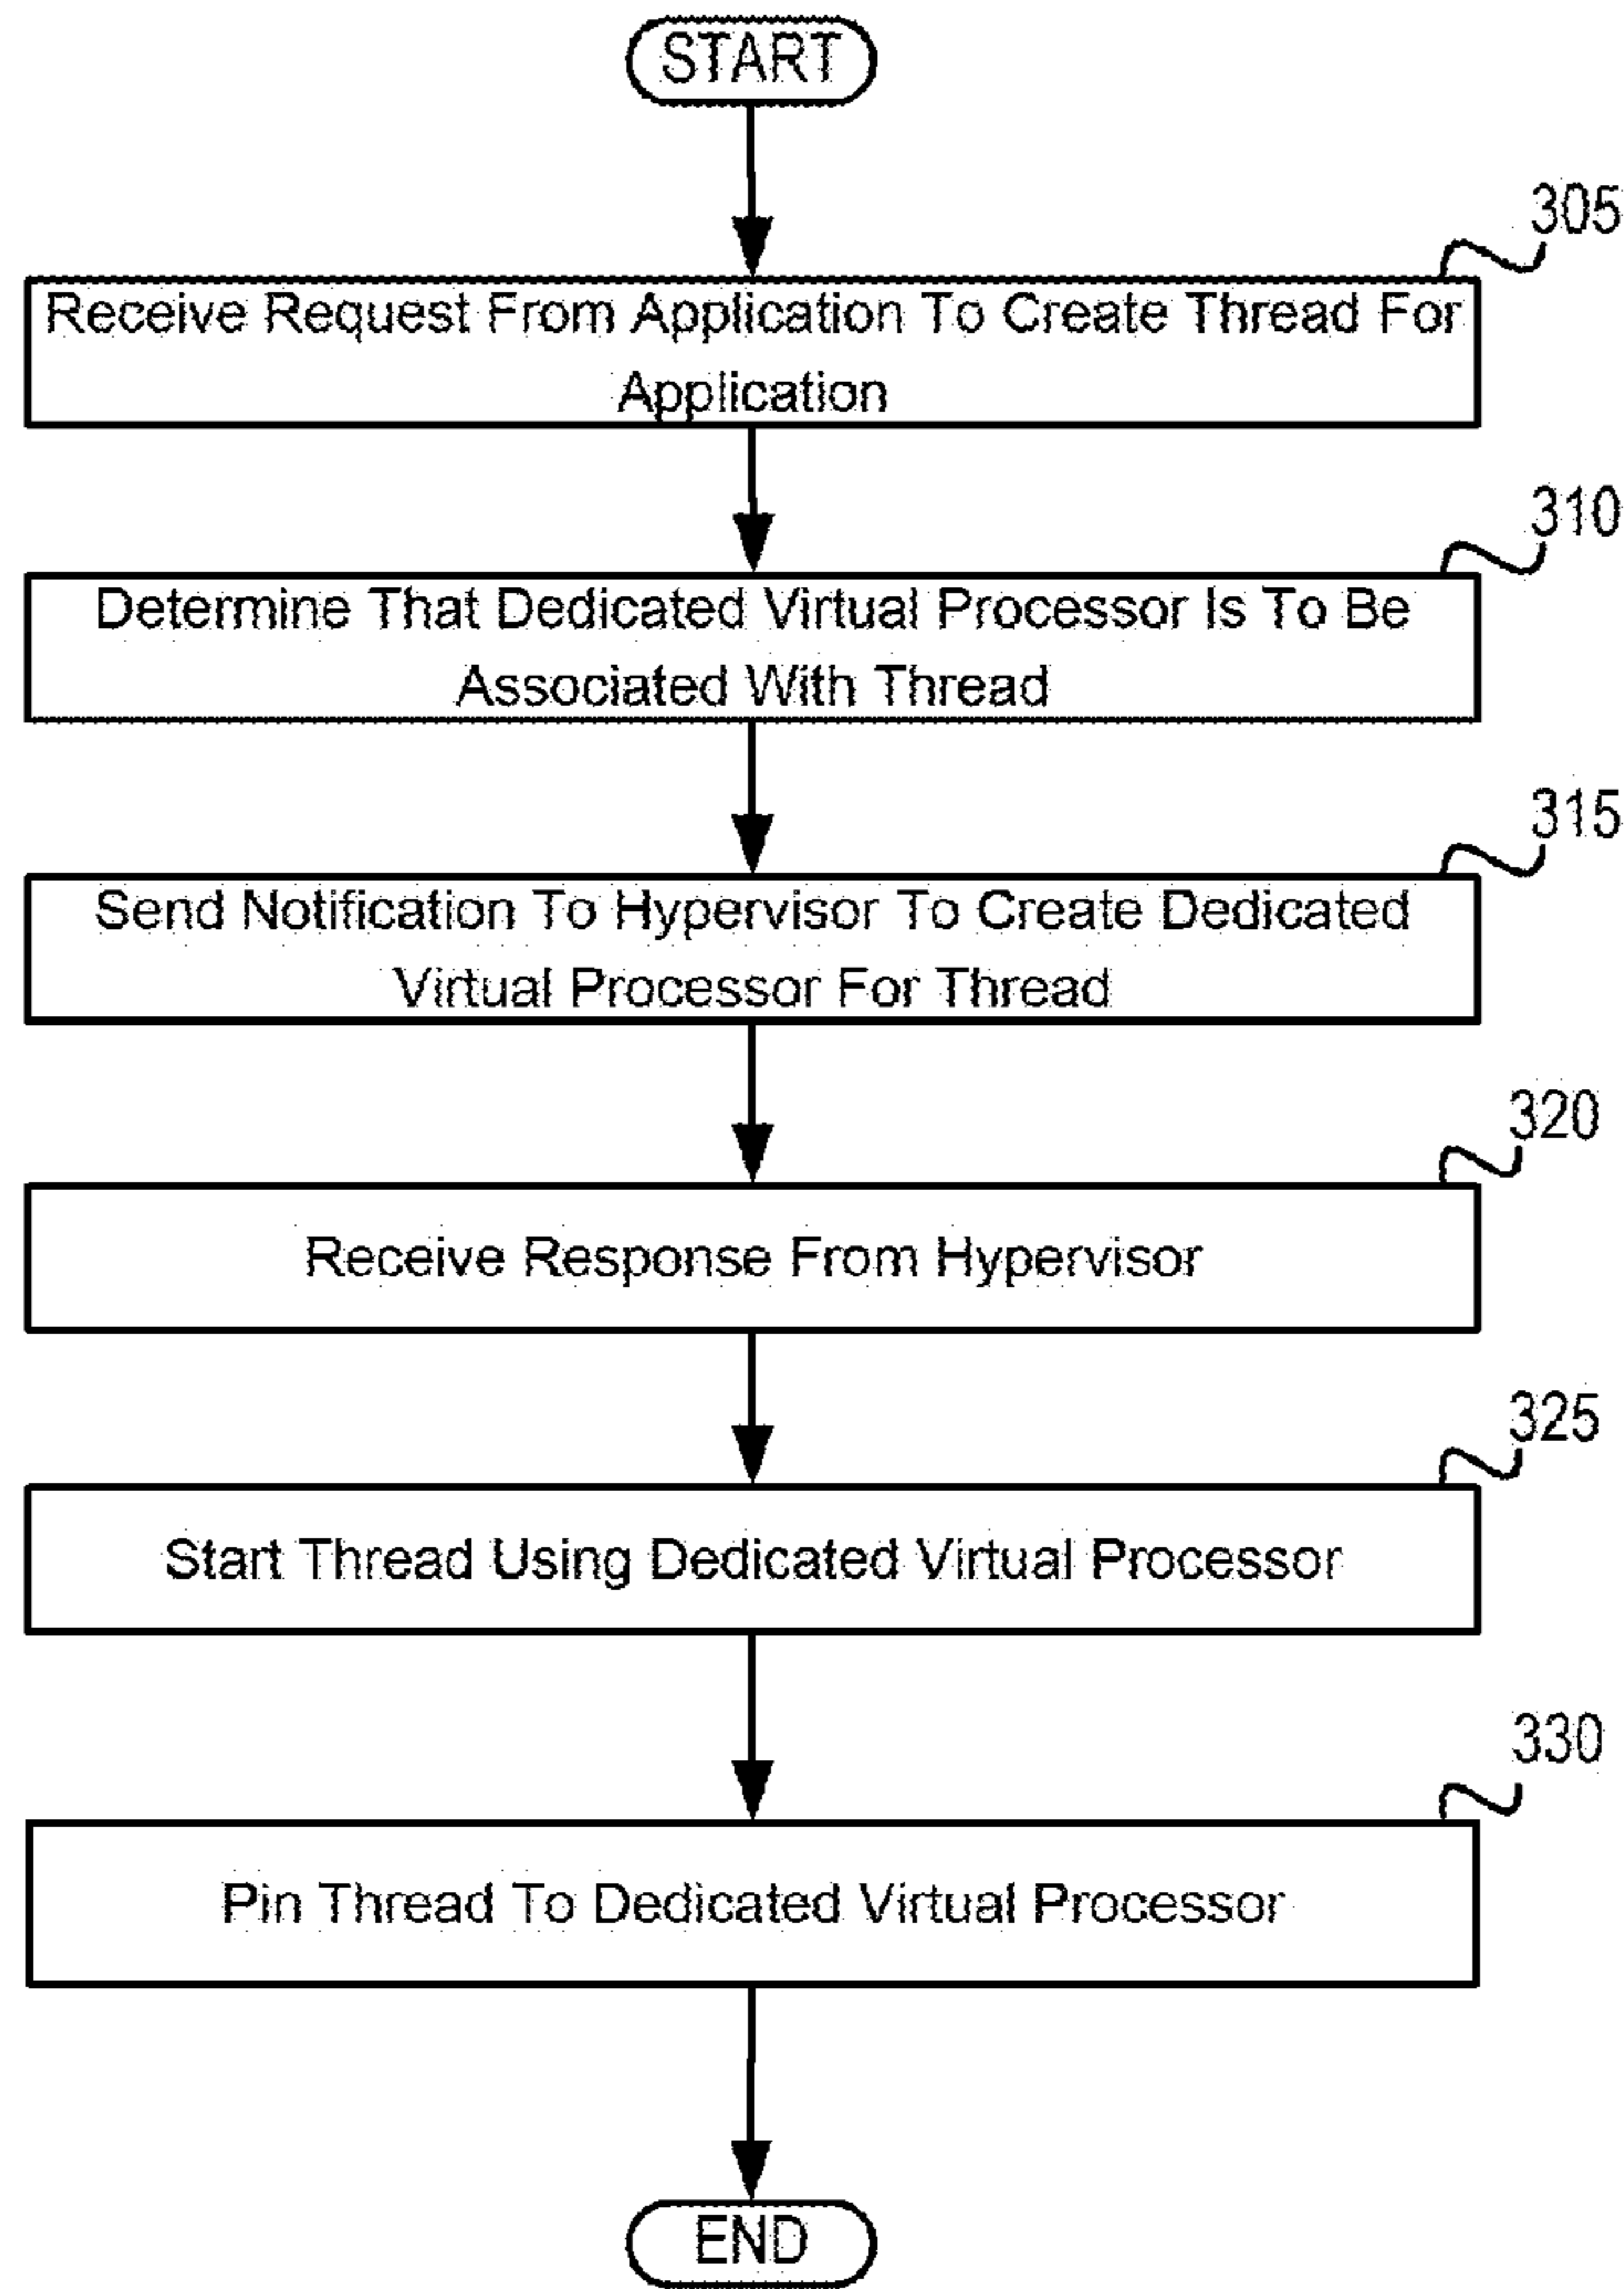 START
305
Receive Request From Application To Create Thread For
Application
310
Determine That Dedicated Virtual Processor Is To Be
Associated With Thread
315
Send Notification To Hypervisor To Create Dedicated
Virtual Processor For Thread
320
Receive Response From Hypervisor
325
Start Thread Using Dedicated Virtual Processor
330
Pin Thread To Dedicated Virtual Processor
END